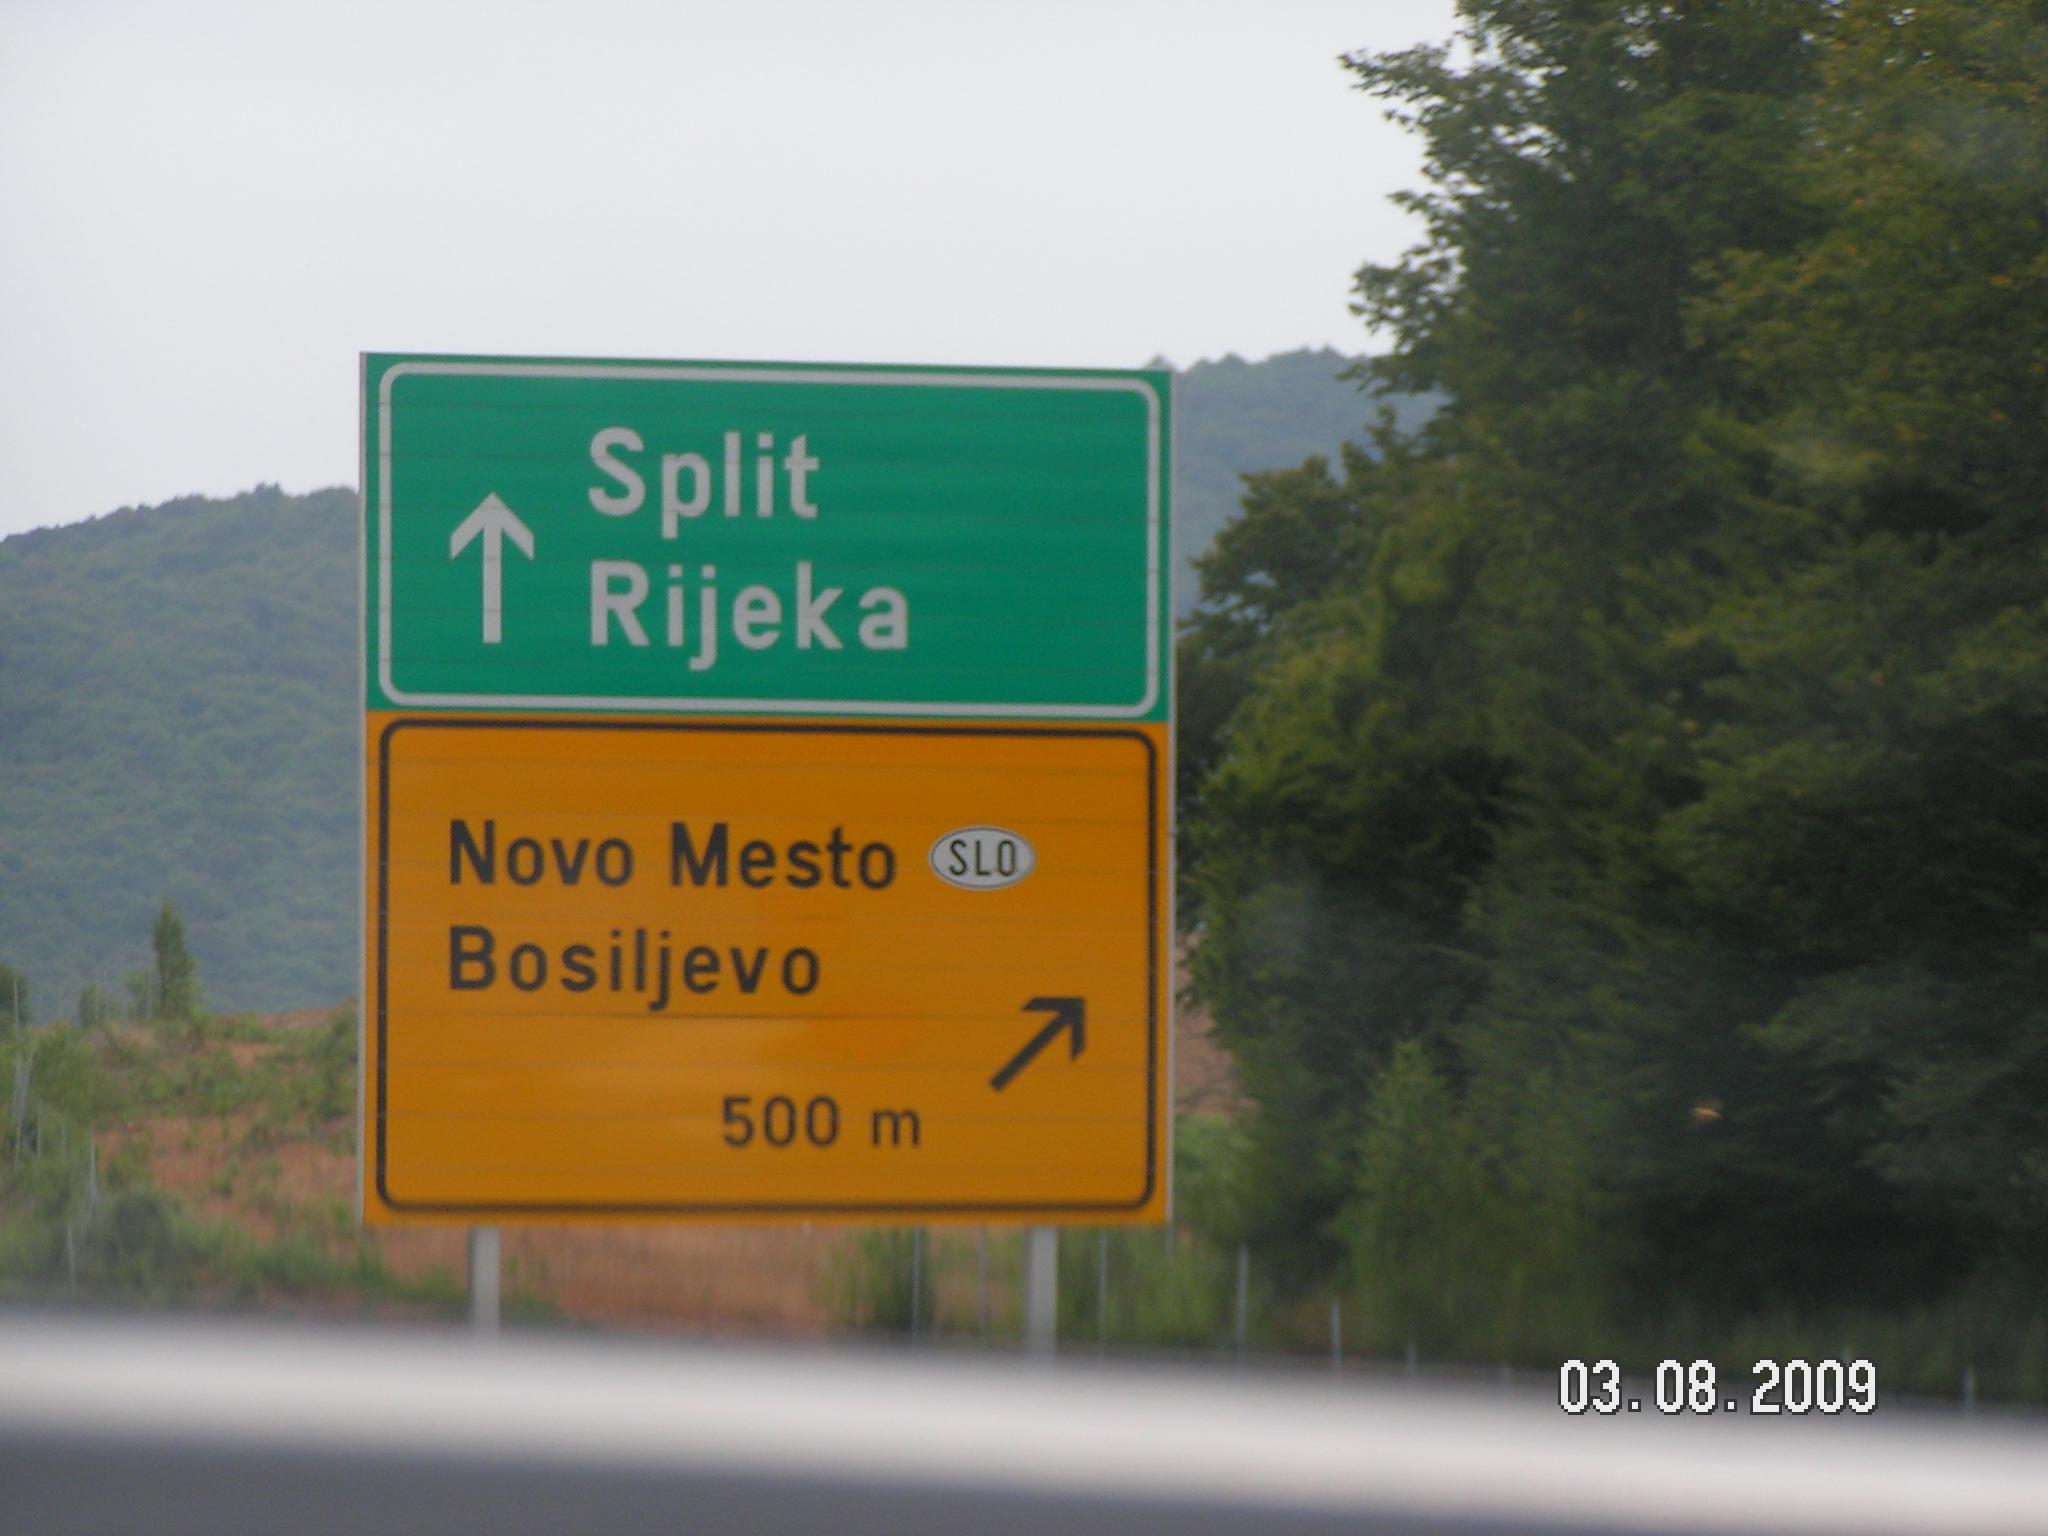 Split
Rijeka
Novo Mesto SLO
Bosiljevo
500 m
03.08.2009